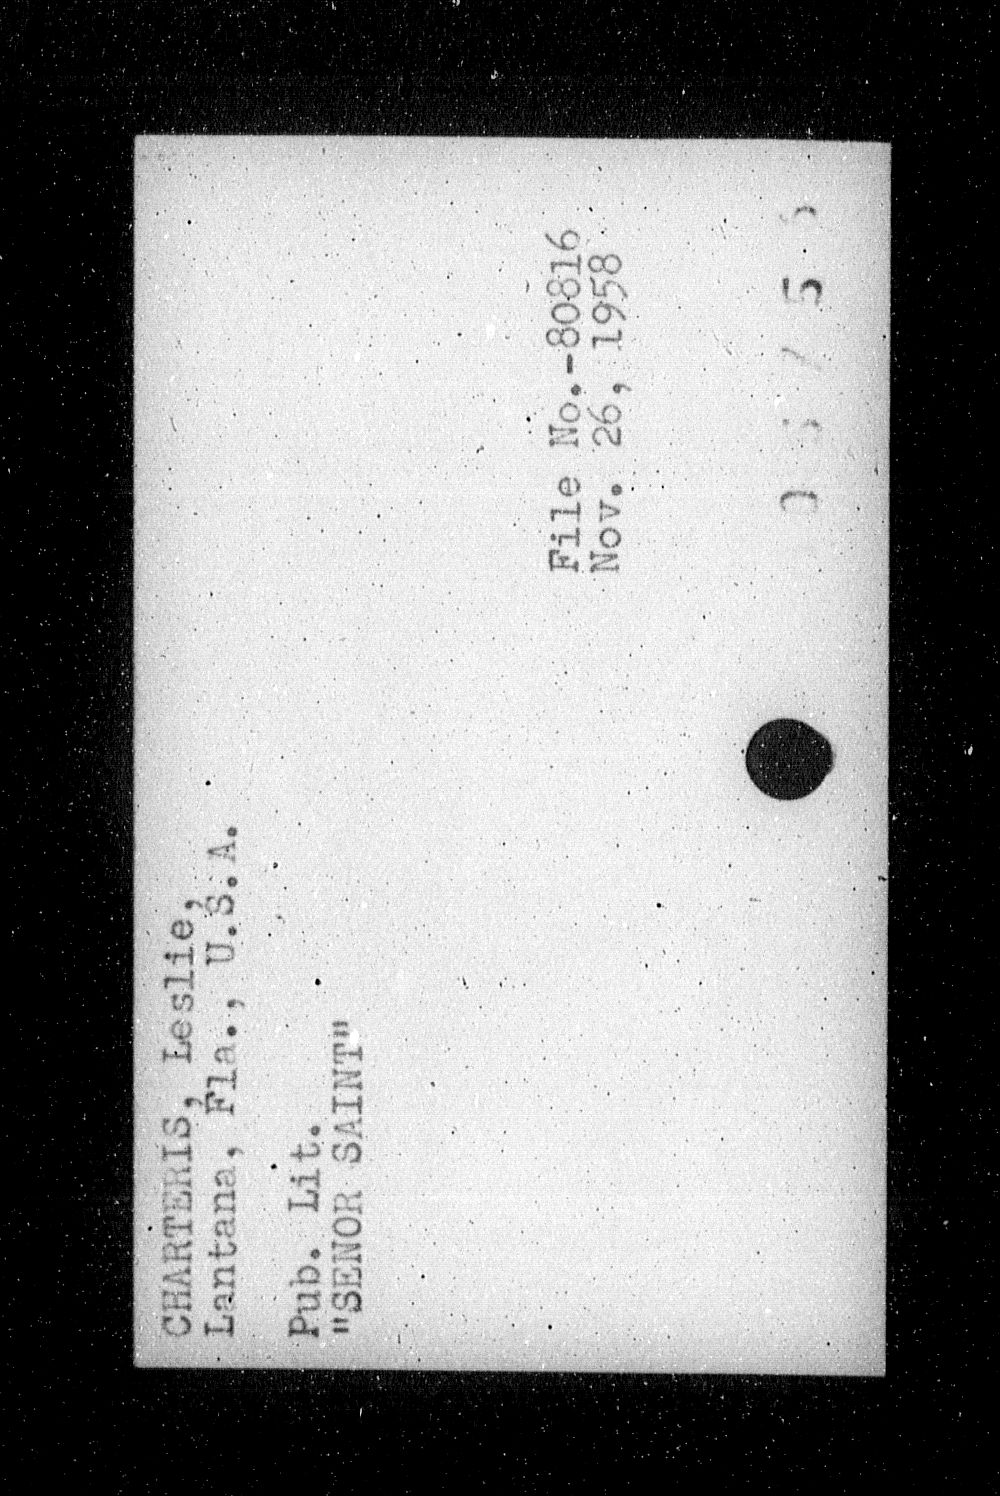 CHARTERIS, Leslie,
Lantana, Fla., U.S.A.
Pub. Lit.
"SENOR SAINT"
File No.-80816
Nov. 26, 1958